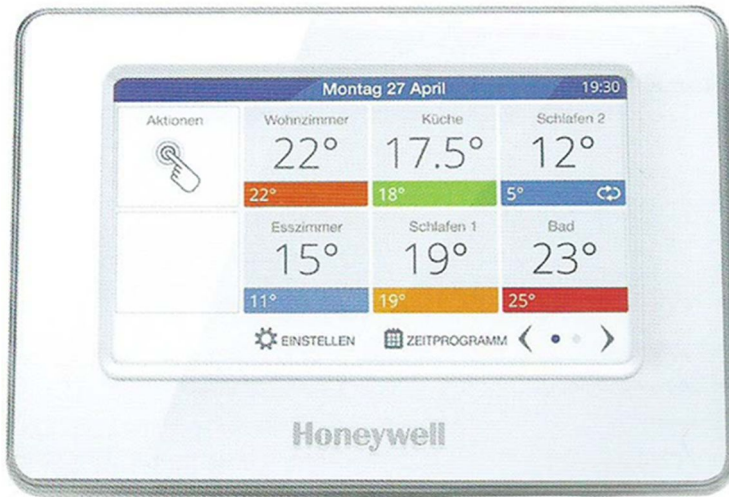 Montag 27 April 19:30
Aktionen Wohnzimmer Küche Schlafen 2
22° 17.5° 12°
22° 18° 5°
Esszimmer Schlafen 1 Bad
15° 19° 23°
11° 19° 25°
EINSTELLEN ZEITPROGRAMM
Honeywell